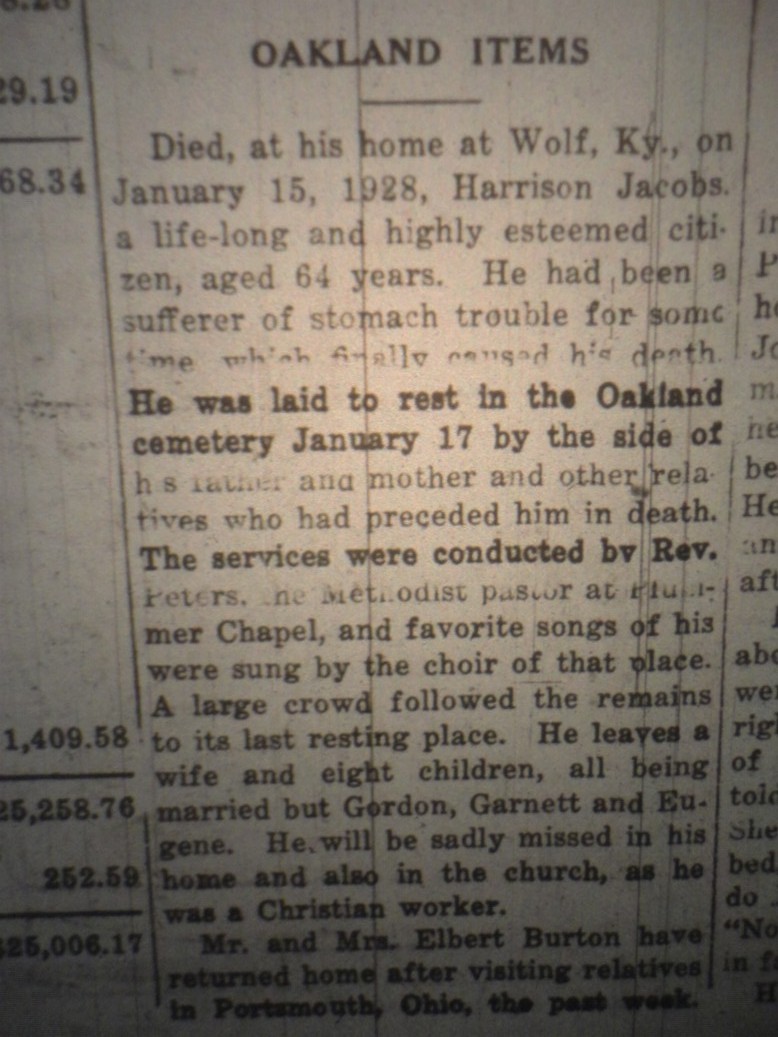 29.19
68.34
1,409.58
25,258.76
252.59
$25,006.17
OAKLAND ITEMS
Died, at his home at Wolf, Ky., on
January 15, 1928, Harrison Jacobs.
a life-long and highly esteemed citi-
zen, aged 64 years. He had been a
sufferer of stomach trouble for some
time which finally caused his death.
He was laid to rest in the Oakland
cemetery January 17 by the side of
h s father and mother and other rela-
tives who had preceded him in death.
The services were conducted by Rev.
Peters, the Methodist pastor at Plum-
mer Chapel, and favorite songs of his
were sung by the choir of that place.
A large crowd followed the remains
to its last resting place. He leaves a
wife and eight children, all being
married but Gordon, Garnett and Eu-
gene. He will be sadly missed in his
home and also in the church, as he
was a Christian worker.
Mr. and Mrs. Elbert Burton have
returned home after visiting relatives
in Portsmouth, Ohio, the past week.